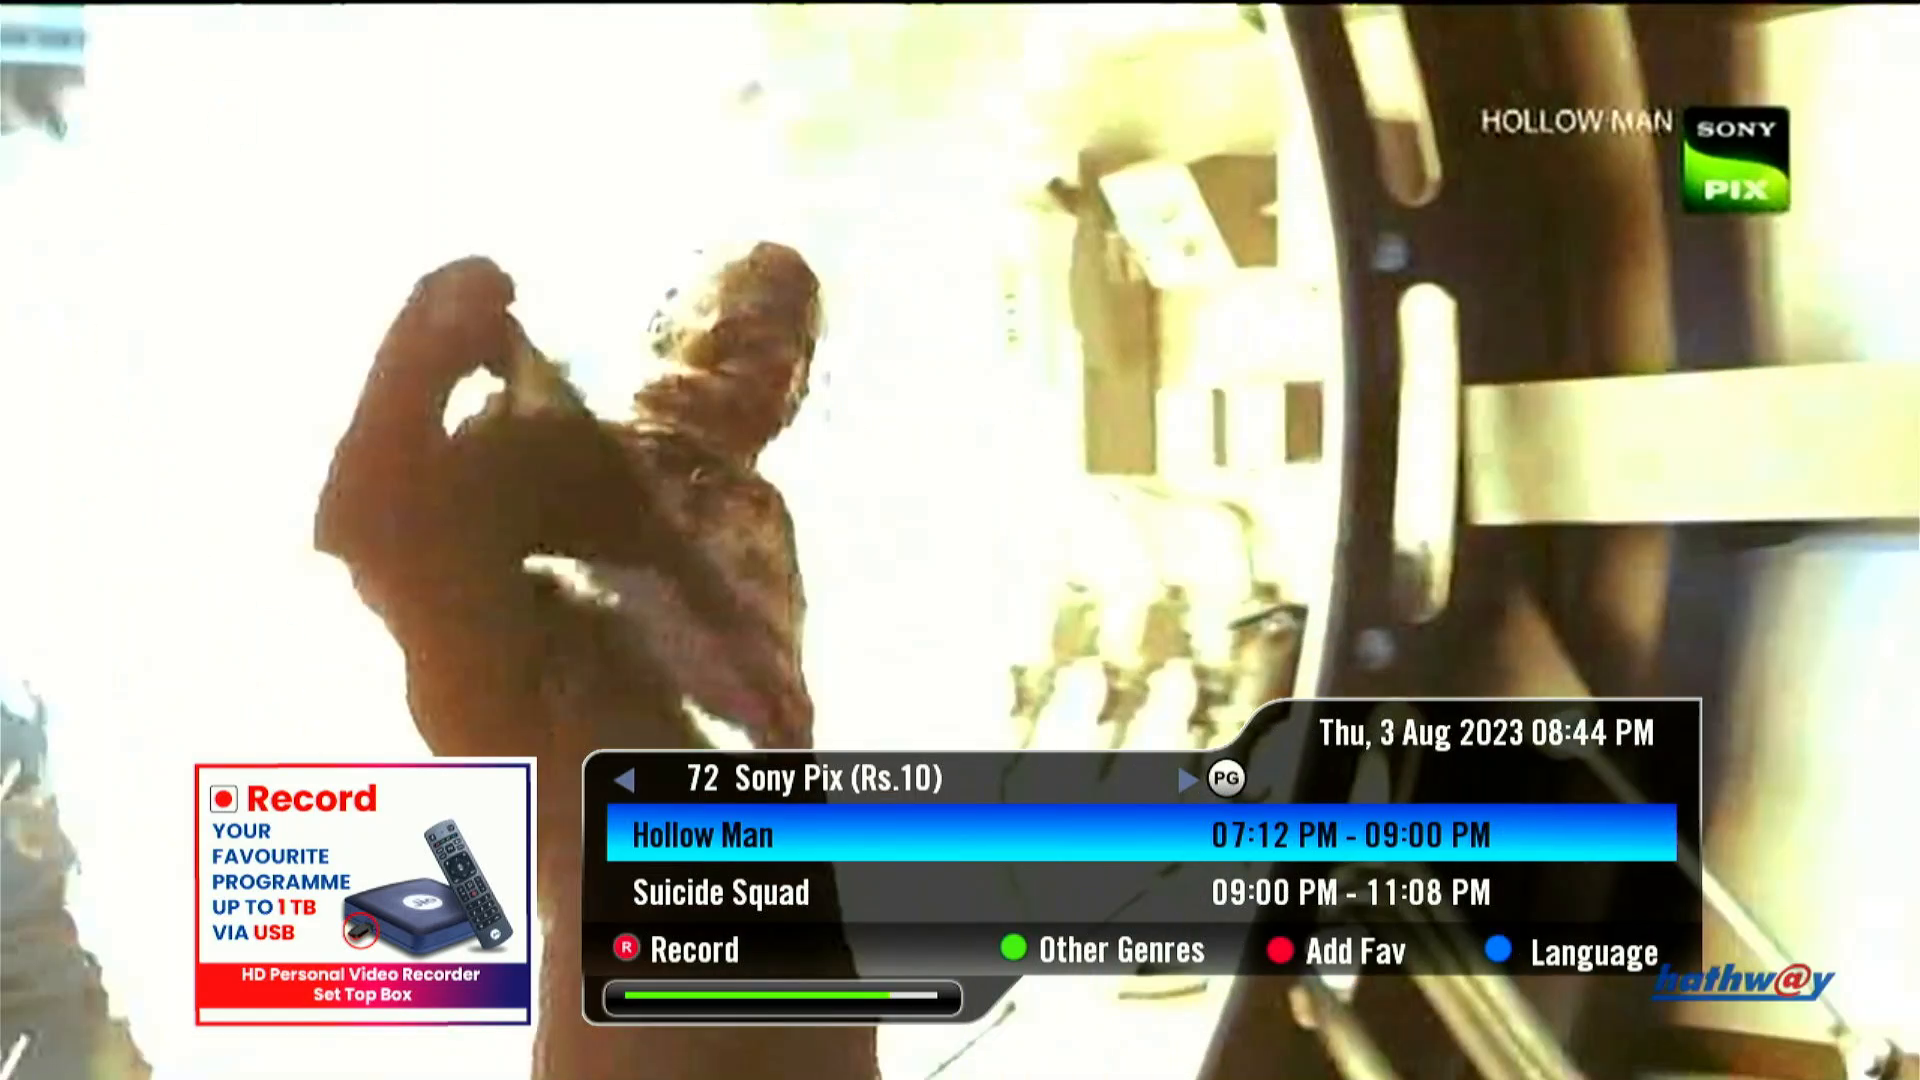 HOLLOW MAN
SONY
PIX
Thu, 3 Aug 2023 08:44 PM
72 Sony Pix (Rs.10)
PG
Hollow Man 07:12 PM - 09:00 PM
Suicide Squad 09:00 PM - 11:08 PM
R Record Other Genres Add Fav Language
hathw@y
Record
YOUR
FAVOURITE
PROGRAMME
UP TO 1 TB
VIA USB
Jio
HD Personal Video Recorder
Set Top Box